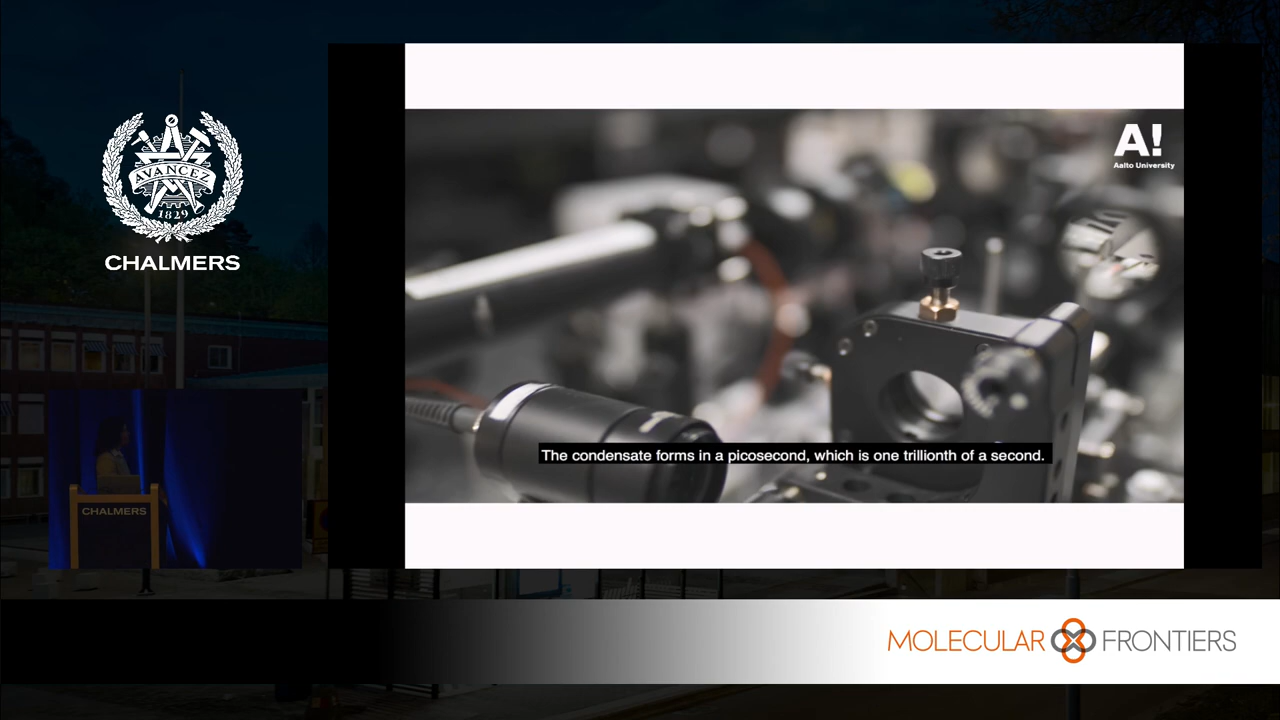 AVANCEZ
1829
CHALMERS
A!
Aalto University
The condensate forms in a picosecond, which is one trillionth of a second.
CHALMERS
MOLECULAR FRONTIERS